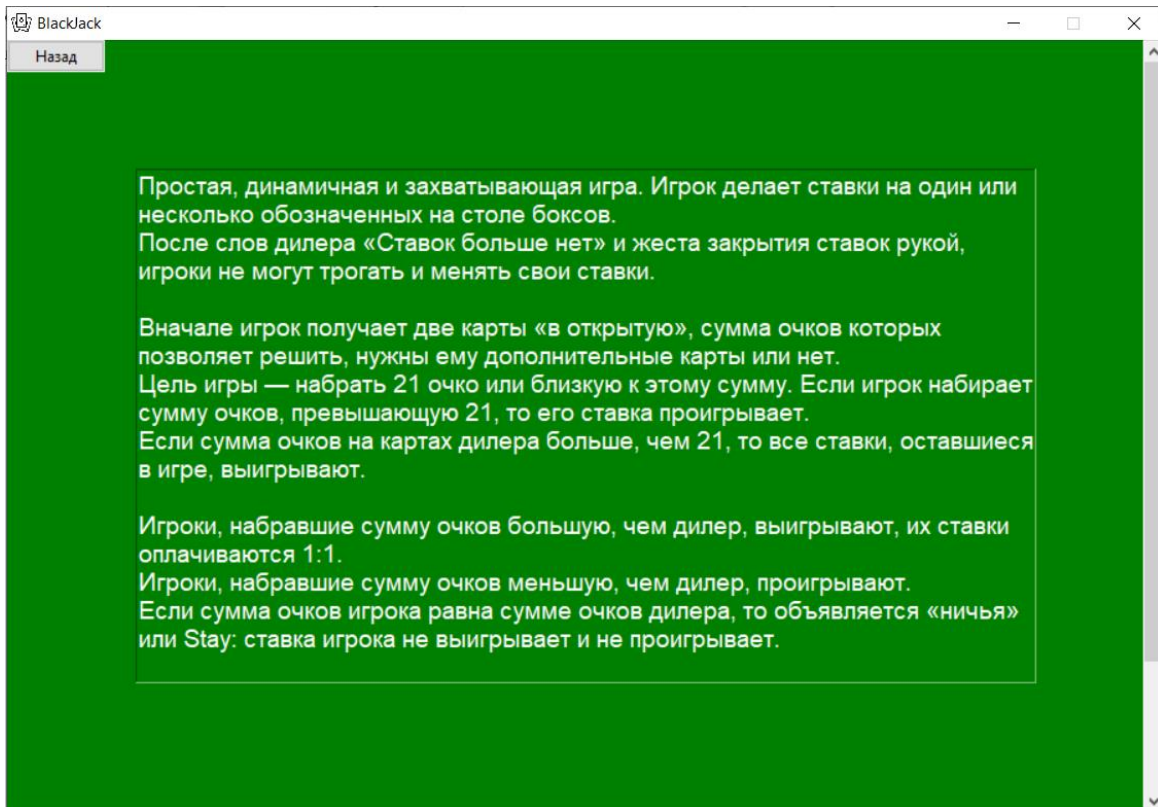 BlackJack
Назад
Простая, динамичная и захватывающая игра. Игрок делает ставки на один или
несколько обозначенных на столе боксов.
После слов дилера «Ставок больше нет» и жеста закрытия ставок рукой,
игроки не могут трогать и менять свои ставки.
Вначале игрок получает две карты «в открытую», сумма очков которых
позволяет решить, нужны ему дополнительные карты или нет.
Цель игры — набрать 21 очко или близкую к этому сумму. Если игрок набирает
сумму очков, превышающую 21, то его ставка проигрывает.
Если сумма очков на картах дилера больше, чем 21, то все ставки, оставшиеся
в игре, выигрывают.
Игроки, набравшие сумму очков большую, чем дилер, выигрывают, их ставки
оплачиваются 1:1.
Игроки, набравшие сумму очков меньшую, чем дилер, проигрывают.
Если сумма очков игрока равна сумме очков дилера, то объявляется «ничья»
или Stay: ставка игрока не выигрывает и не проигрывает.